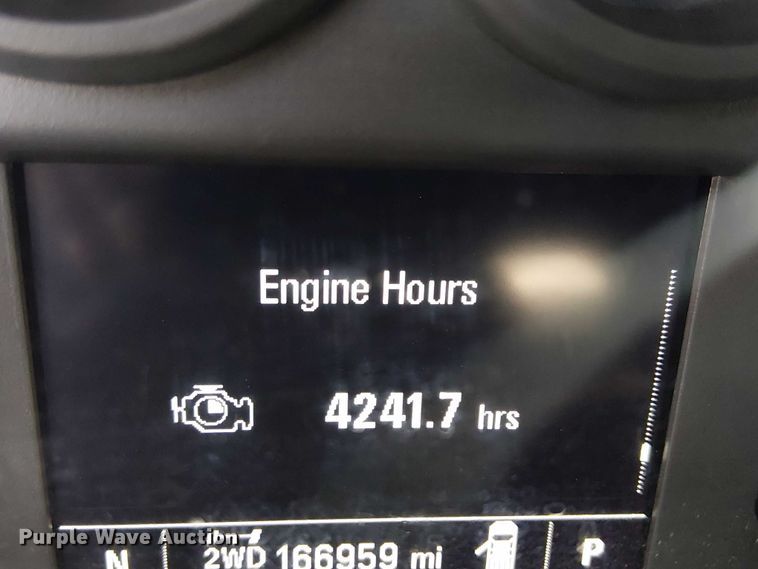 Engine Hours
4241.7 hrs
N 2WD 166959 mi P
Purple Wave Auction